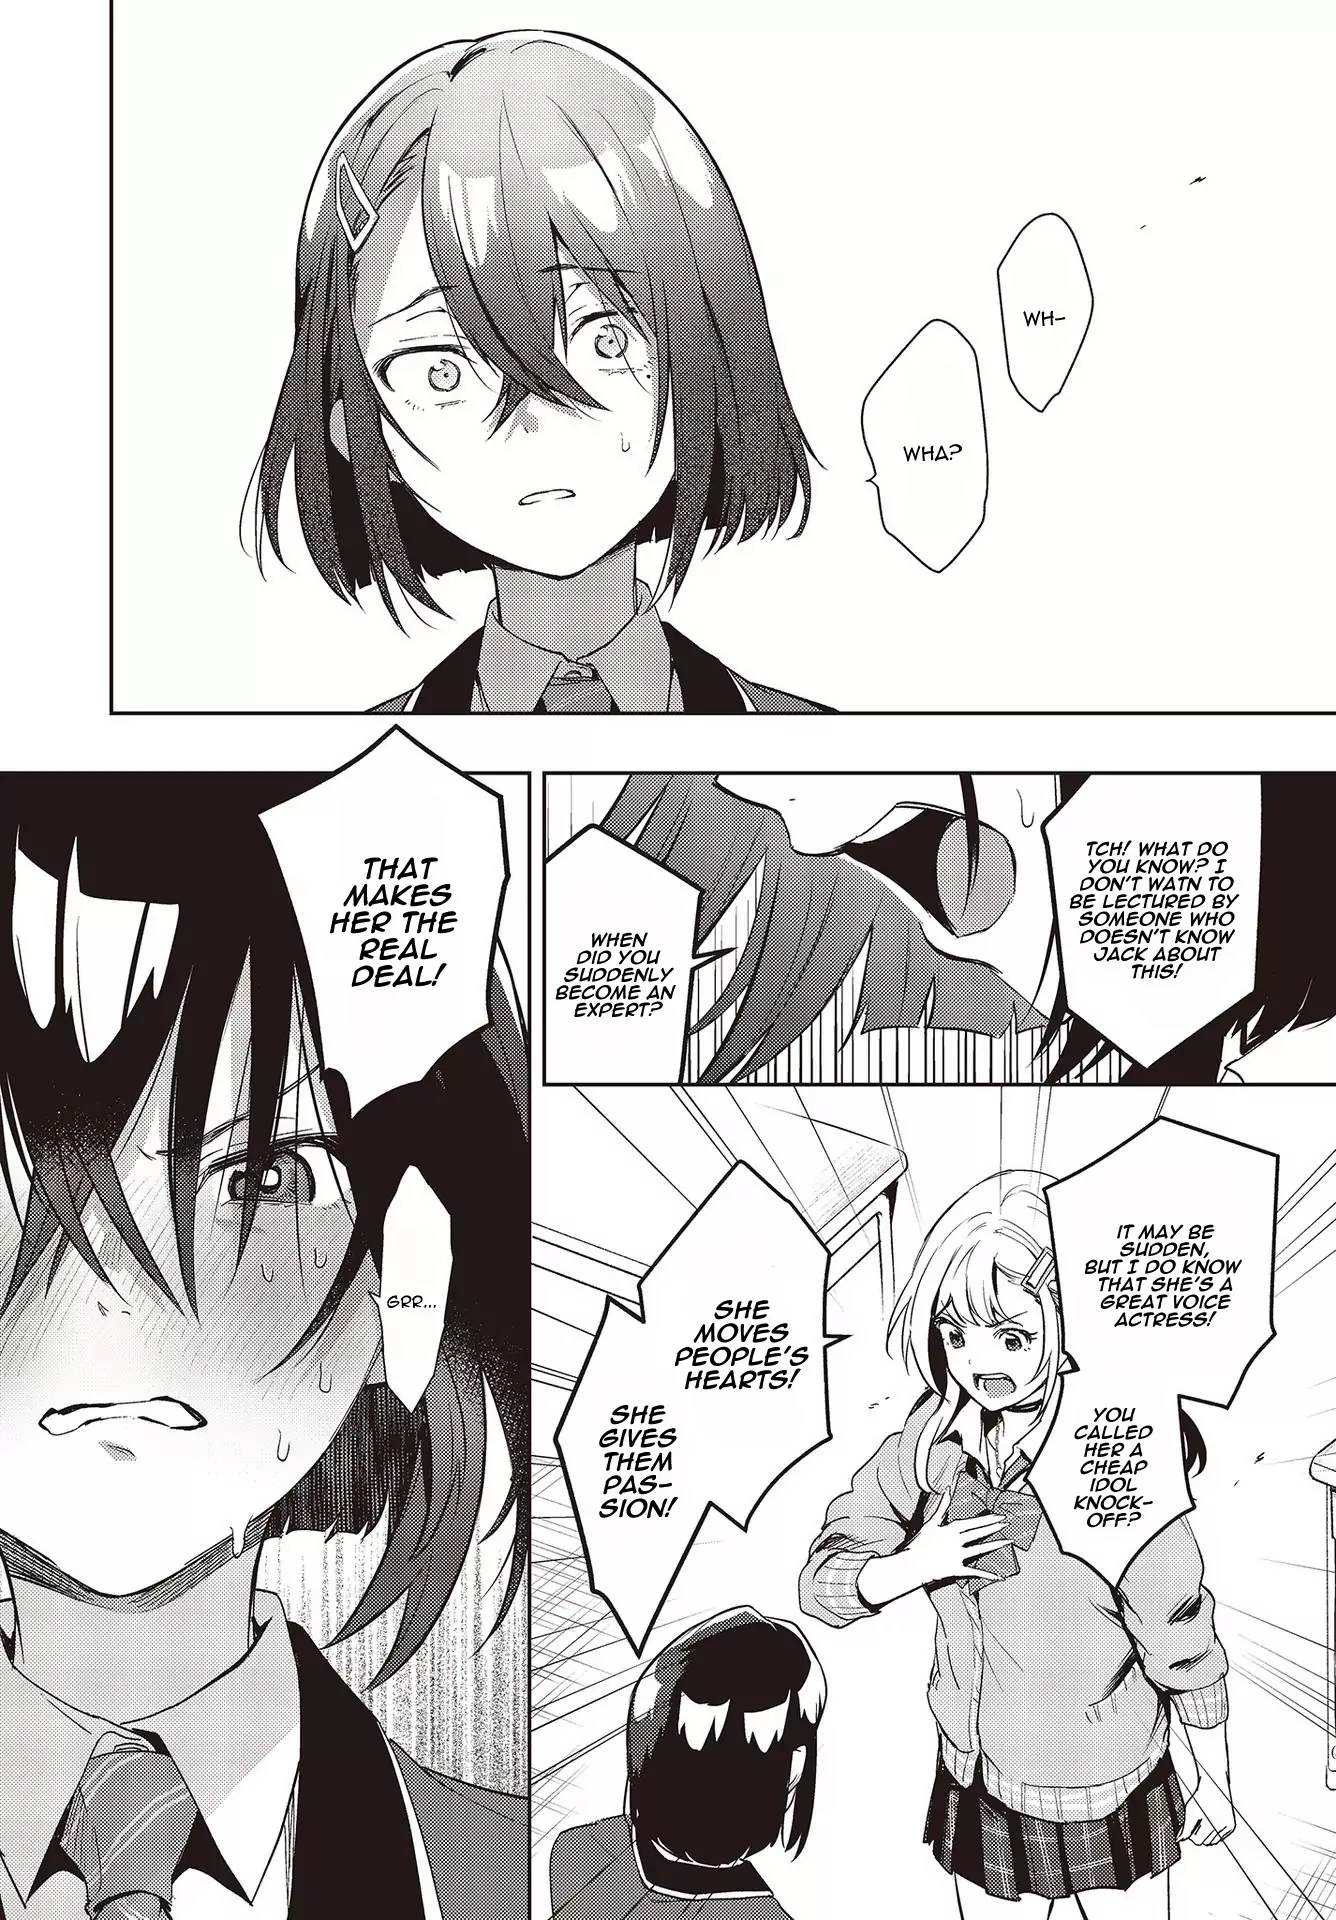 WH-
WHA?
TCH! WHAT DO
YOU KNOW? I
DON'T WATN TO
BE LECTURED BY
SOMEONE WHO
DOESN'T KNOW
JACK ABOUT
THIS!
WHEN
DID YOU
SUDDENLY
BECOME AN
EXPERT?
IT MAY BE
SUDDEN,
BUT I DO KNOW
THAT SHE'S A
GREAT VOICE
ACTRESS!
YOU
CALLED
HER A
CHEAP
IDOL
KNOCK-
OFF?
SHE
MOVES
PEOPLE'S
HEARTS!
SHE
GIVES
THEM
PAS-
SION!
THAT
MAKES
HER THE
REAL
DEAL!
GRR...